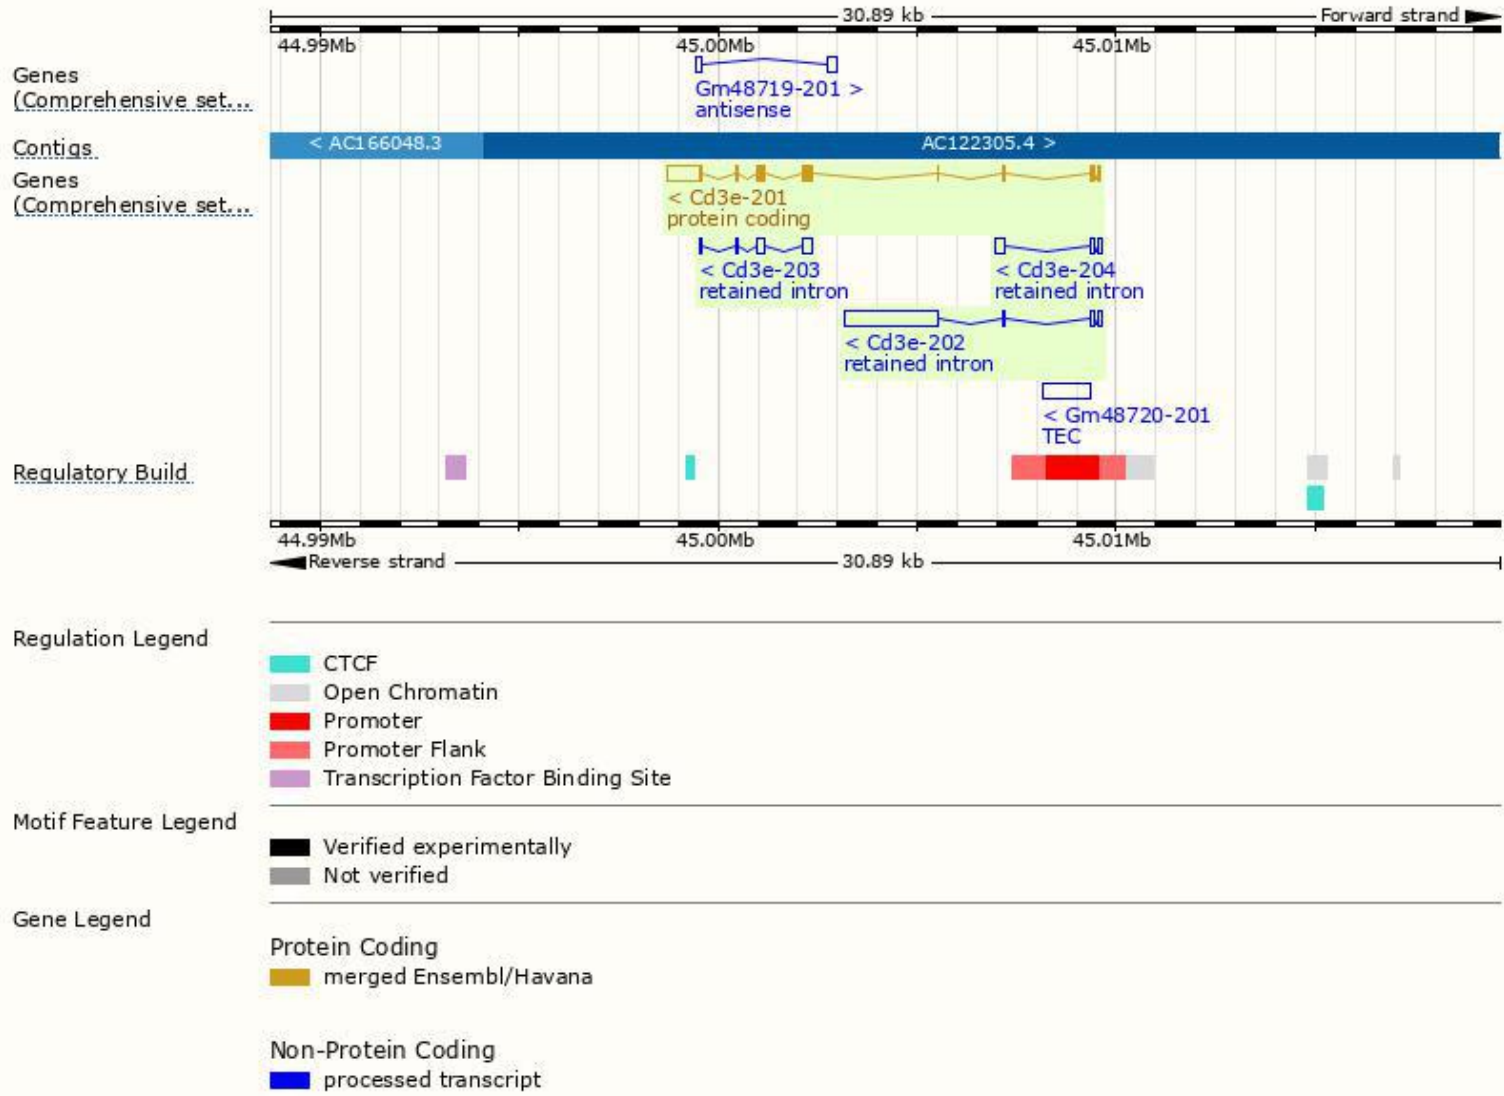 30.89 kb
Forward strand
44.99Mb 45.00Mb 45.01Mb
Genes
(Comprehensive set...
Gm48719-201 >
antisense
Contigs
< AC166048.3
AC122305.4 >
Genes
(Comprehensive set...
< Cd3e-201
protein coding
< Cd3e-203
retained intron
< Cd3e-204
retained intron
< Cd3e-202
retained intron
< Gm48720-201
TEC
Regulatory Build
44.99Mb 45.00Mb 45.01Mb
Reverse strand
30.89 kb
Regulation Legend
CTCF
Open Chromatin
Promoter
Promoter Flank
Transcription Factor Binding Site
Motif Feature Legend
Verified experimentally
Not verified
Gene Legend
Protein Coding
merged Ensembl/Havana
Non-Protein Coding
processed transcript